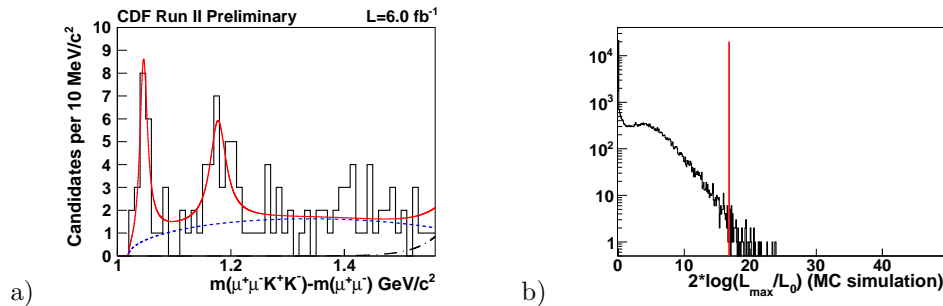 CDF Run II Preliminary L=6.0 fb⁻¹
Candidates per 10 MeV/c²
10
9
8
7
6
5
4
3
2
1
0
1 1.2 1.4
m(μ⁺μ⁻K⁺K⁻)-m(μ⁺μ⁻) GeV/c²
a)
10⁴
10³
10²
10
1
0 20 40
2*log(L_max/L_0) (MC simulation)
b)